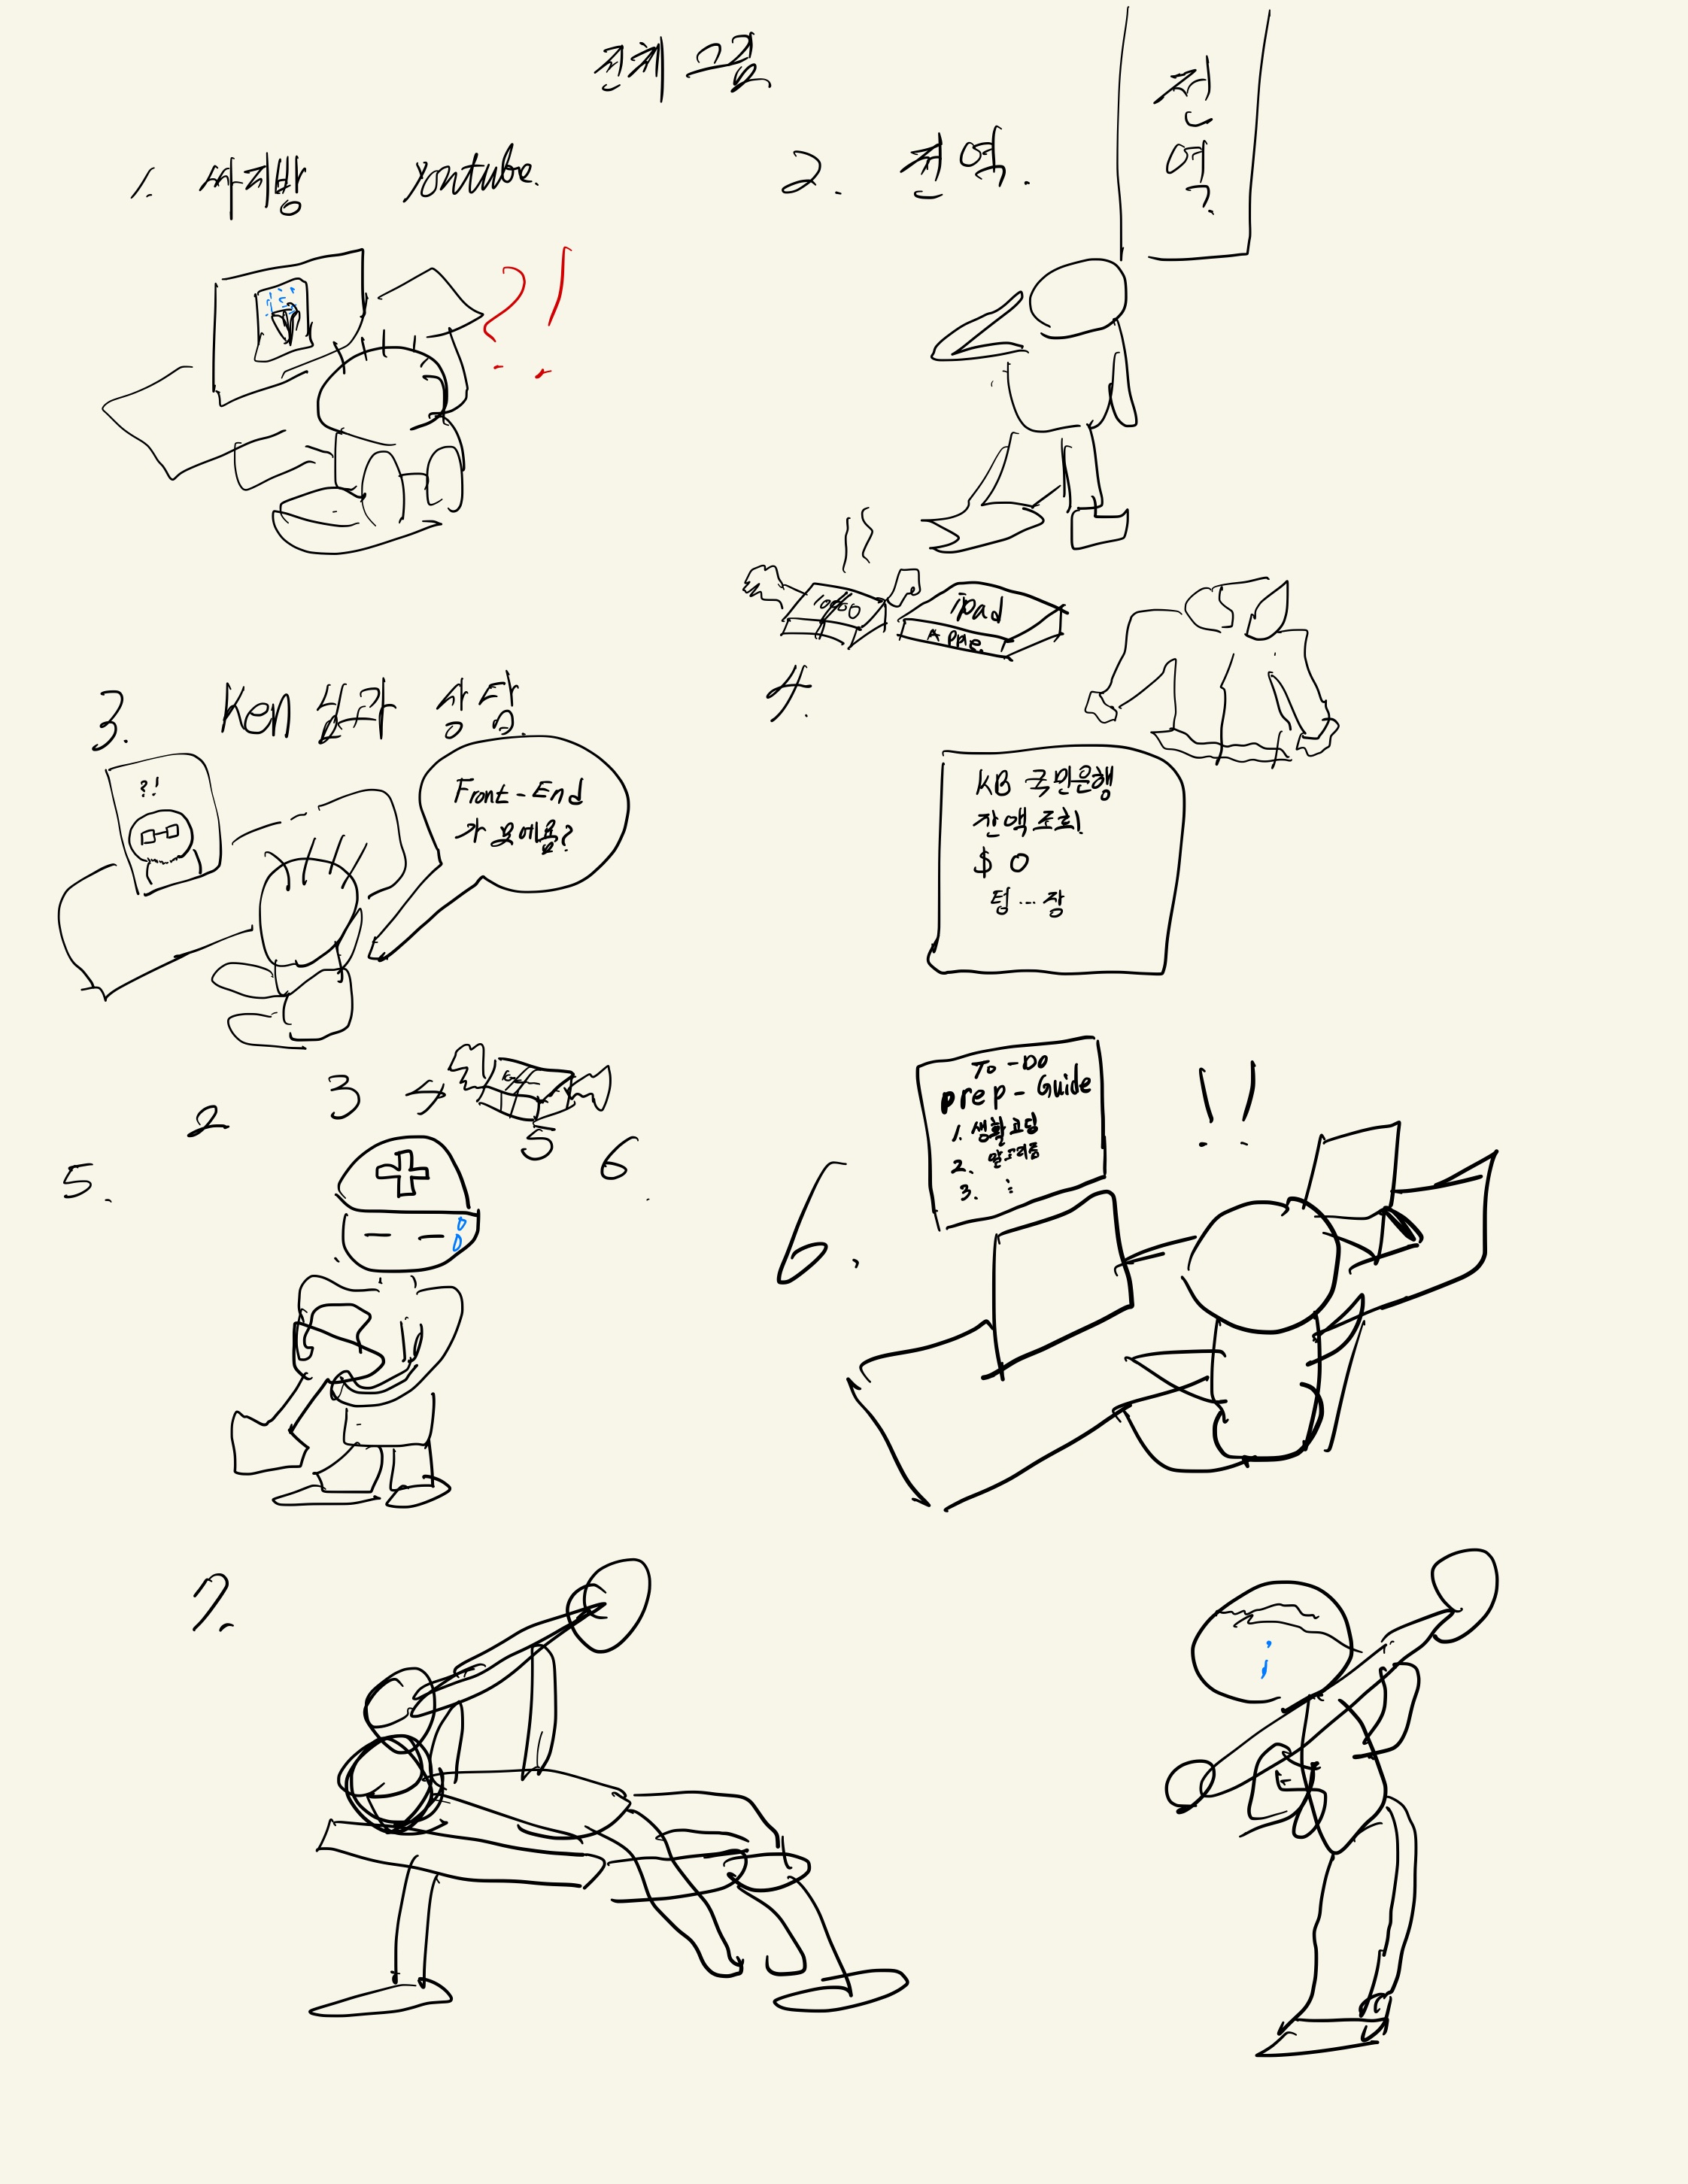 전체 그림
1. 싸지방 Youtube.
2. 전역.
전
역.
?!
3. Ken 님과 상담.
?!
Front-End
가 뭐에용?
4.
10000
ipad
Apple
KB 국민은행
잔액조회!
$ 0
텅...장
5.
2 3 4 5 6.
6.
To-DO
prep-Guide
1. 생활코딩
2. 알고리즘
3. :
!!
7.